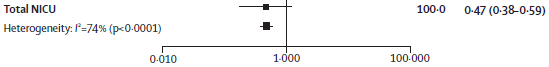 Total NICU 100·0 0·47 (0·38–0·59)
Heterogeneity: I²=74% (p<0·0001)
0·010 1·000 100·000